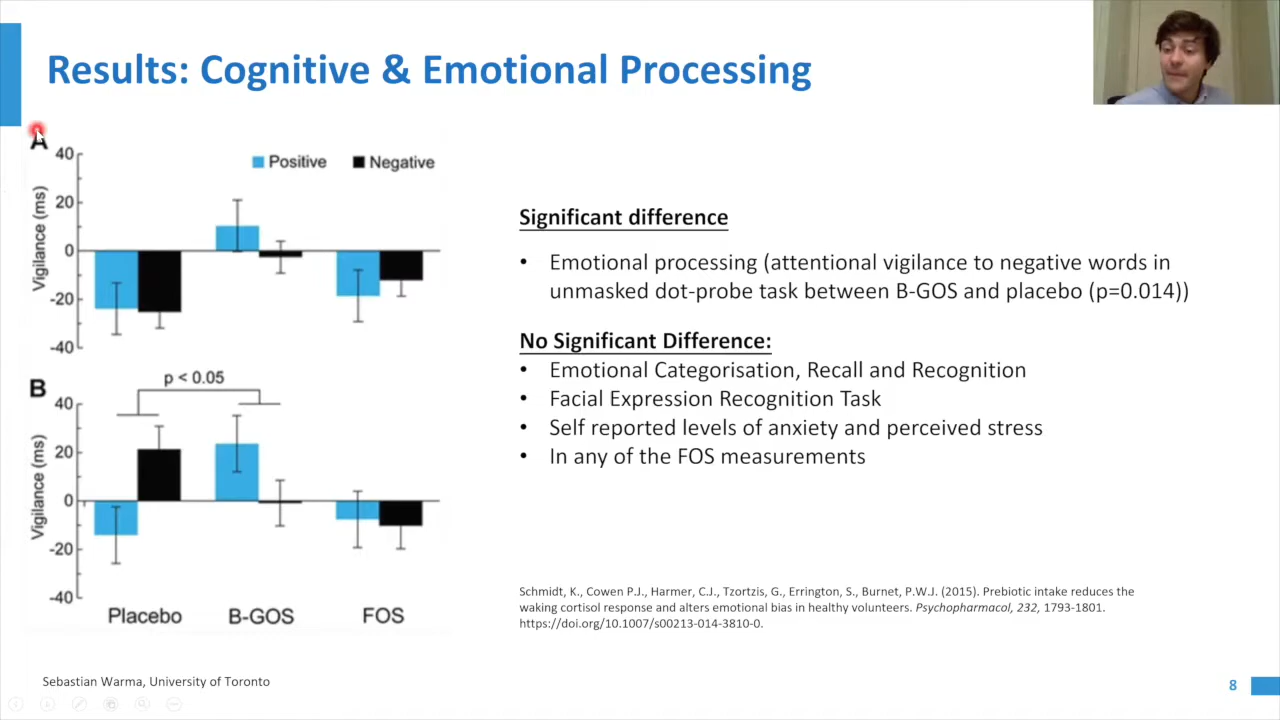 Results: Cognitive & Emotional Processing
A
40
20
0
-20
-40
Vigilance (ms)
Positive
Negative
B
p < 0.05
40
20
0
-20
-40
Vigilance (ms)
Placebo
B-GOS
FOS
Significant difference
• Emotional processing (attentional vigilance to negative words in
unmasked dot-probe task between B-GOS and placebo (p=0.014))
No Significant Difference:
• Emotional Categorisation, Recall and Recognition
• Facial Expression Recognition Task
• Self reported levels of anxiety and perceived stress
• In any of the FOS measurements
Schmidt, K., Cowen P.J., Harmer, C.J., Tzortzis, G., Errington, S., Burnet, P.W.J. (2015). Prebiotic intake reduces the
waking cortisol response and alters emotional bias in healthy volunteers. Psychopharmacol, 232, 1793-1801.
https://doi.org/10.1007/s00213-014-3810-0.
Sebastian Warma, University of Toronto
8